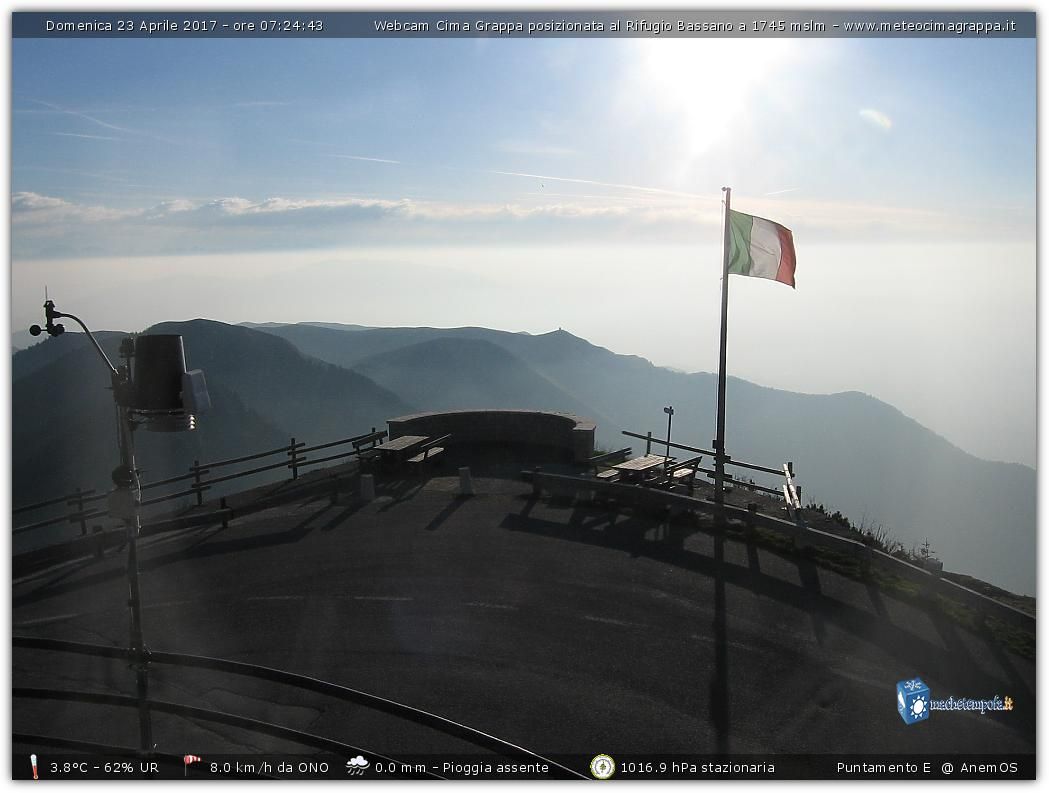 Domenica 23 Aprile 2017 - ore 07:24:43 Webcam Cima Grappa posizionata al Rifugio Bassano a 1745 mslm - www.meteocimagrappa.it
machetempofa.it
3.8°C - 62% UR 8.0 km/h da ONO 0.0 mm - Pioggia assente 1016.9 hPa stazionaria Puntamento E @ AnemOS